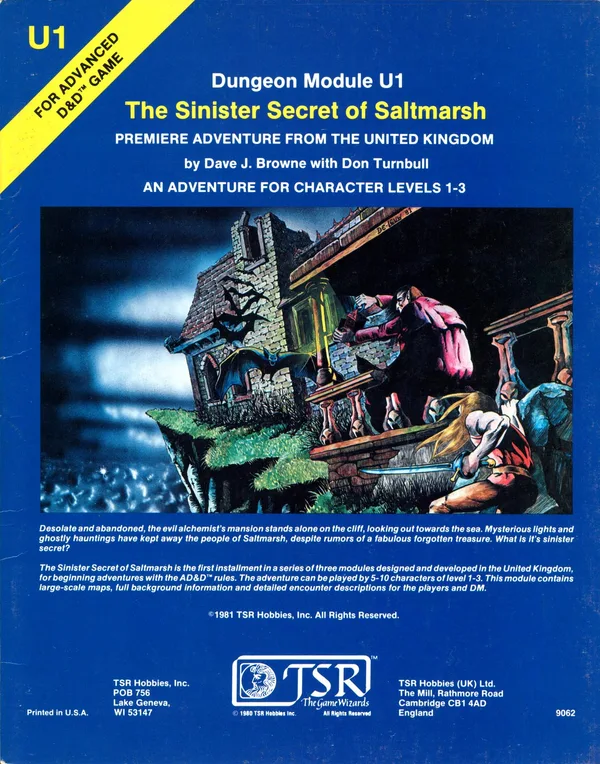 U1
FOR ADVANCED
D&D™ GAME
Dungeon Module U1
The Sinister Secret of Saltmarsh
PREMIERE ADVENTURE FROM THE UNITED KINGDOM
by Dave J. Browne with Don Turnbull
AN ADVENTURE FOR CHARACTER LEVELS 1-3
Desolate and abandoned, the evil alchemist's mansion stands alone on the cliff, looking out towards the sea. Mysterious lights and
ghostly hauntings have kept away the people of Saltmarsh, despite rumors of a fabulous forgotten treasure. What is it's sinister
secret?
The Sinister Secret of Saltmarsh is the first installment in a series of three modules designed and developed in the United Kingdom,
for beginning adventures with the AD&D™ rules. The adventure can be played by 5-10 characters of level 1-3. This module contains
large-scale maps, full background information and detailed encounter descriptions for the players and DM.
©1981 TSR Hobbies, Inc. All Rights Reserved.
TSR Hobbies, Inc.
POB 756
Lake Geneva,
WI 53147
Printed in U.S.A.
TSR™
The Game Wizards
© 1980 TSR Hobbies Inc. All Rights Reserved
TSR Hobbies (UK) Ltd.
The Mill, Rathmore Road
Cambridge CB1 4AD
England
9062